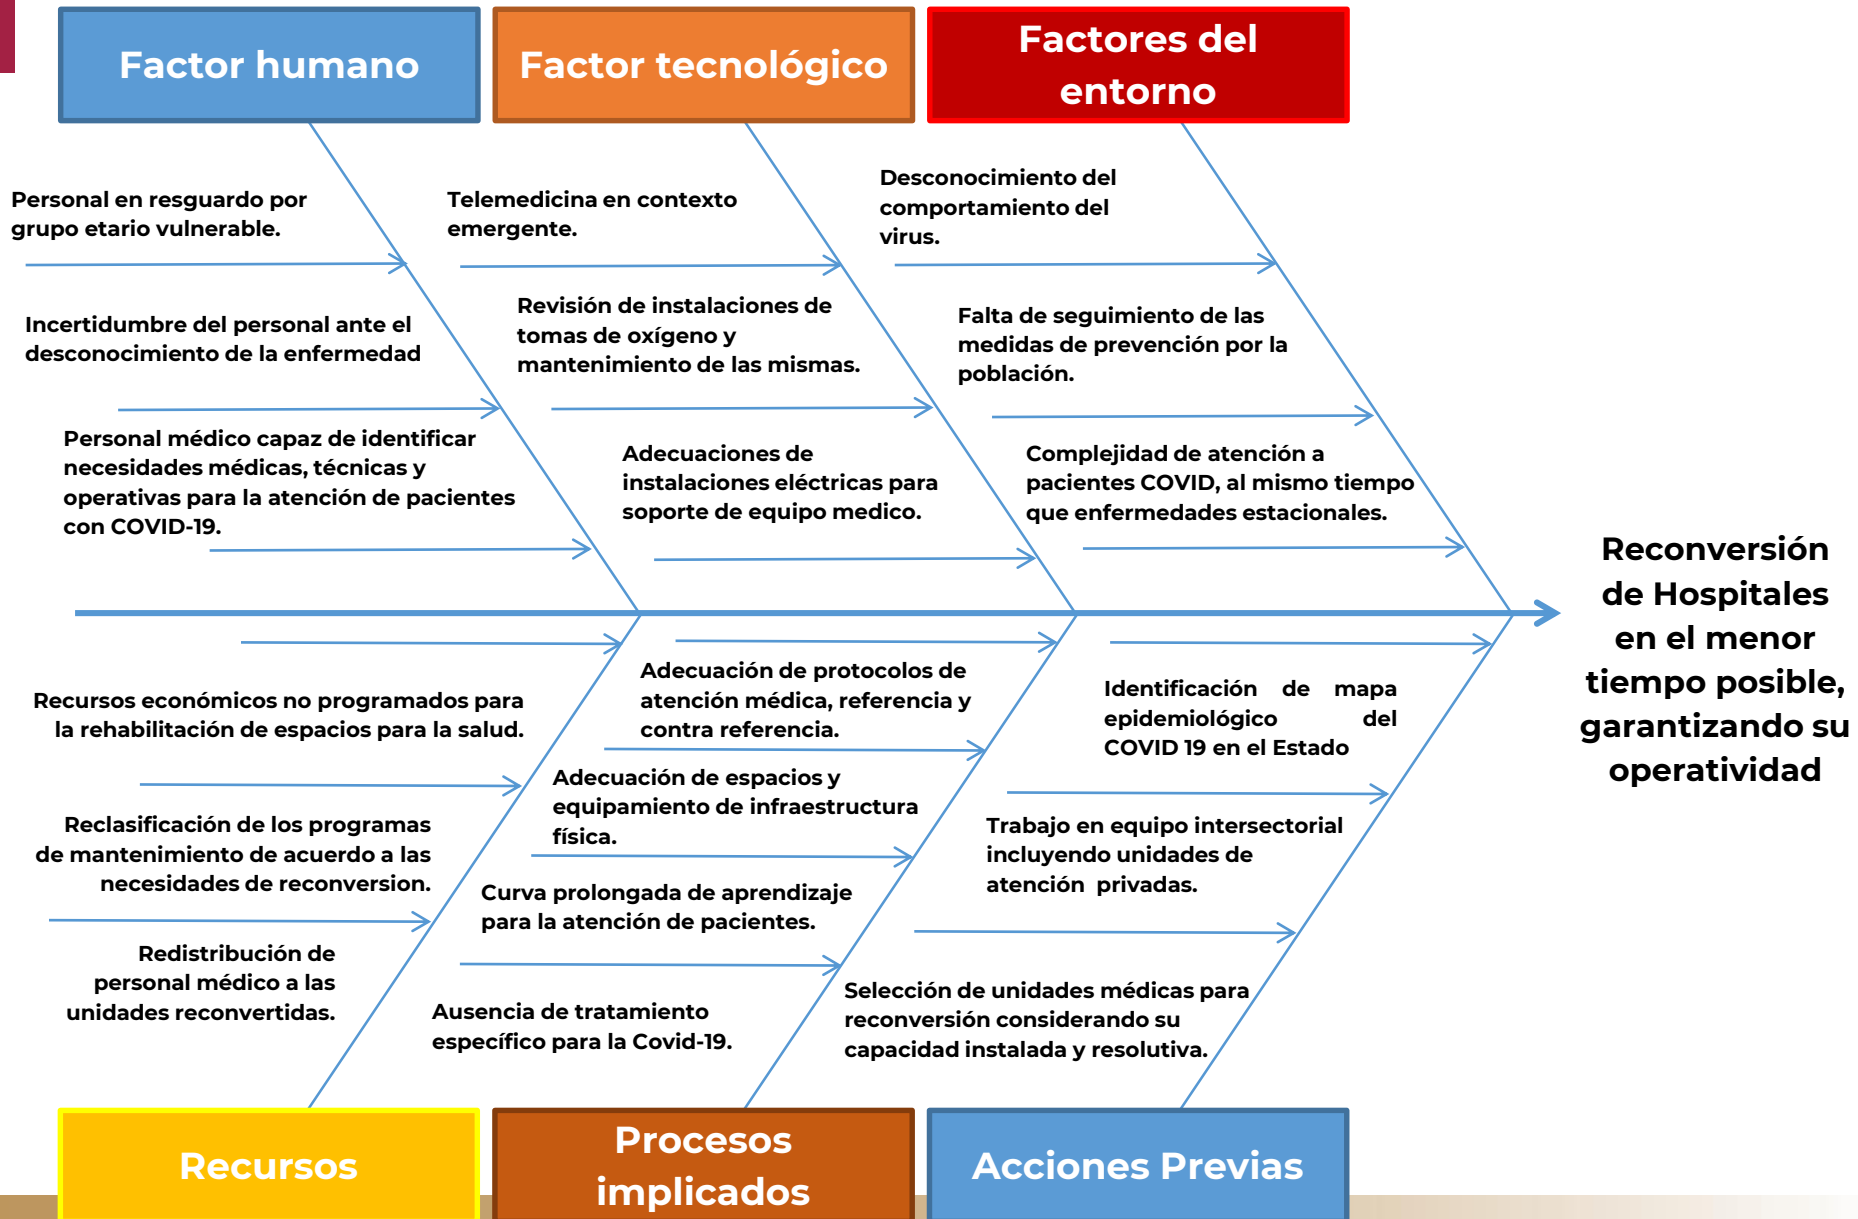 Factor humano
Factor tecnológico
Factores del
entorno
Personal en resguardo por
grupo etario vulnerable.
Incertidumbre del personal ante el
desconocimiento de la enfermedad
Personal médico capaz de identificar
necesidades médicas, técnicas y
operativas para la atención de pacientes
con COVID-19.
Telemedicina en contexto
emergente.
Revisión de instalaciones de
tomas de oxígeno y
mantenimiento de las mismas.
Adecuaciones de
instalaciones eléctricas para
soporte de equipo medico.
Desconocimiento del
comportamiento del
virus.
Falta de seguimiento de las
medidas de prevención por la
población.
Complejidad de atención a
pacientes COVID, al mismo tiempo
que enfermedades estacionales.
Reconversión
de Hospitales
en el menor
tiempo posible,
garantizando su
operatividad
Recursos económicos no programados para
la rehabilitación de espacios para la salud.
Reclasificación de los programas
de mantenimiento de acuerdo a las
necesidades de reconversion.
Redistribución de
personal médico a las
unidades reconvertidas.
Adecuación de protocolos de
atención médica, referencia y
contra referencia.
Adecuación de espacios y
equipamiento de infraestructura
física.
Curva prolongada de aprendizaje
para la atención de pacientes.
Ausencia de tratamiento
específico para la Covid-19.
Identificación de mapa
epidemiológico del
COVID 19 en el Estado
Trabajo en equipo intersectorial
incluyendo unidades de
atención privadas.
Selección de unidades médicas para
reconversión considerando su
capacidad instalada y resolutiva.
Recursos
Procesos
implicados
Acciones Previas